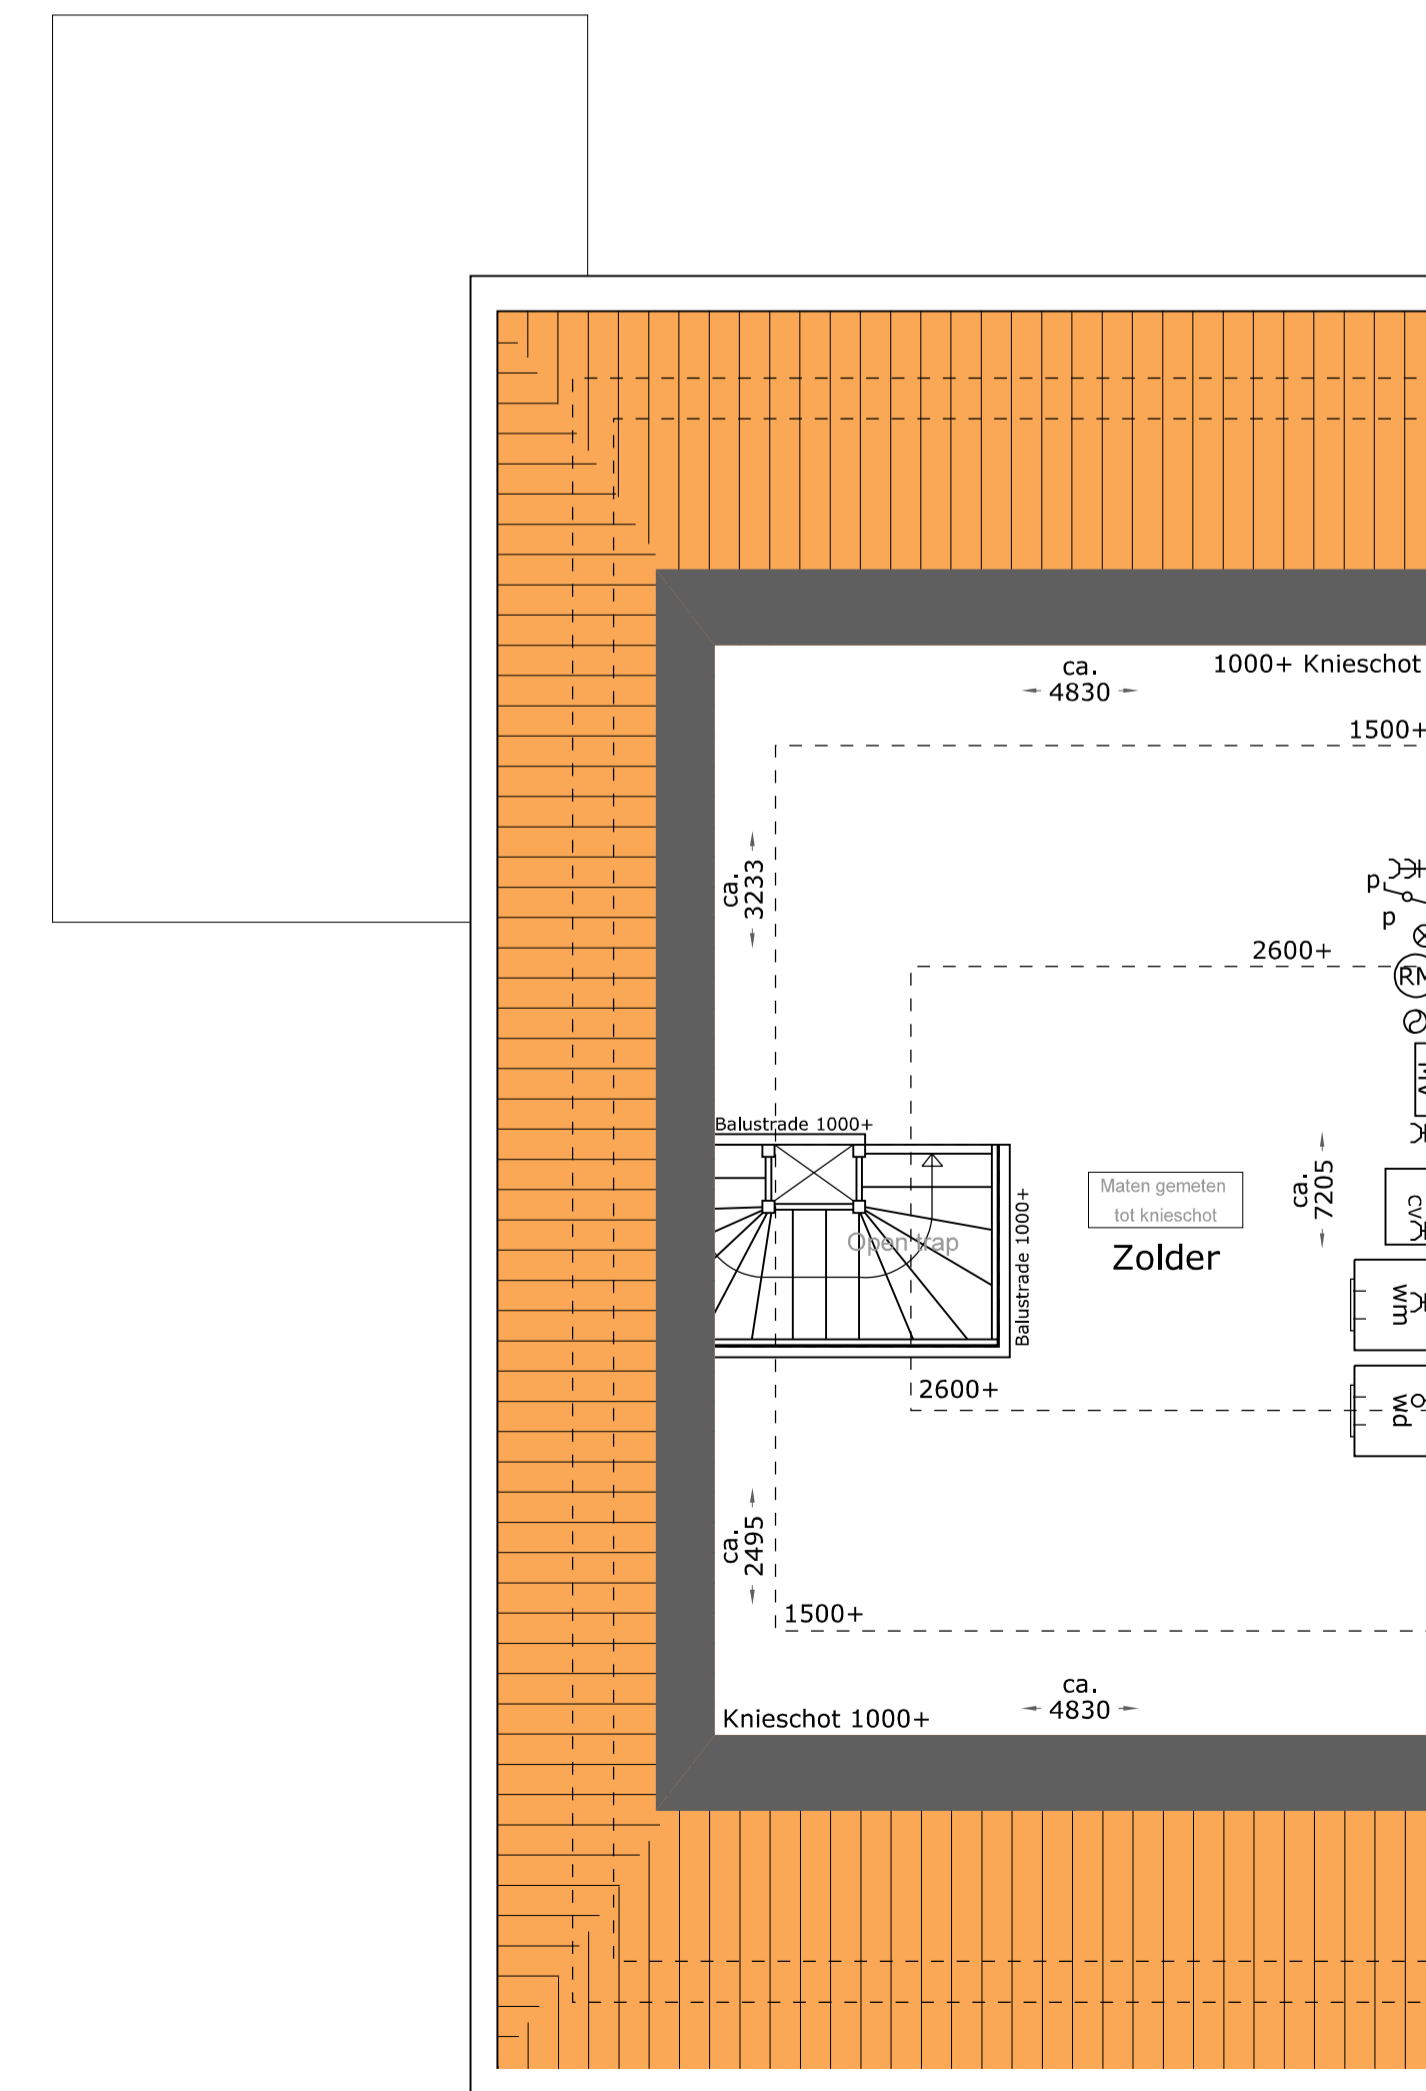 ca.
4830
1000+ Knieschot
1500+
ca.
3233
p
p
2600+
RM
MV
Balustrade 1000+
Maten gemeten
tot knieschot
Zolder
ca.
7205
cv
Open trap
Balustrade 1000+
wm
2600+
wd
ca.
2495
1500+
ca.
4830
Knieschot 1000+